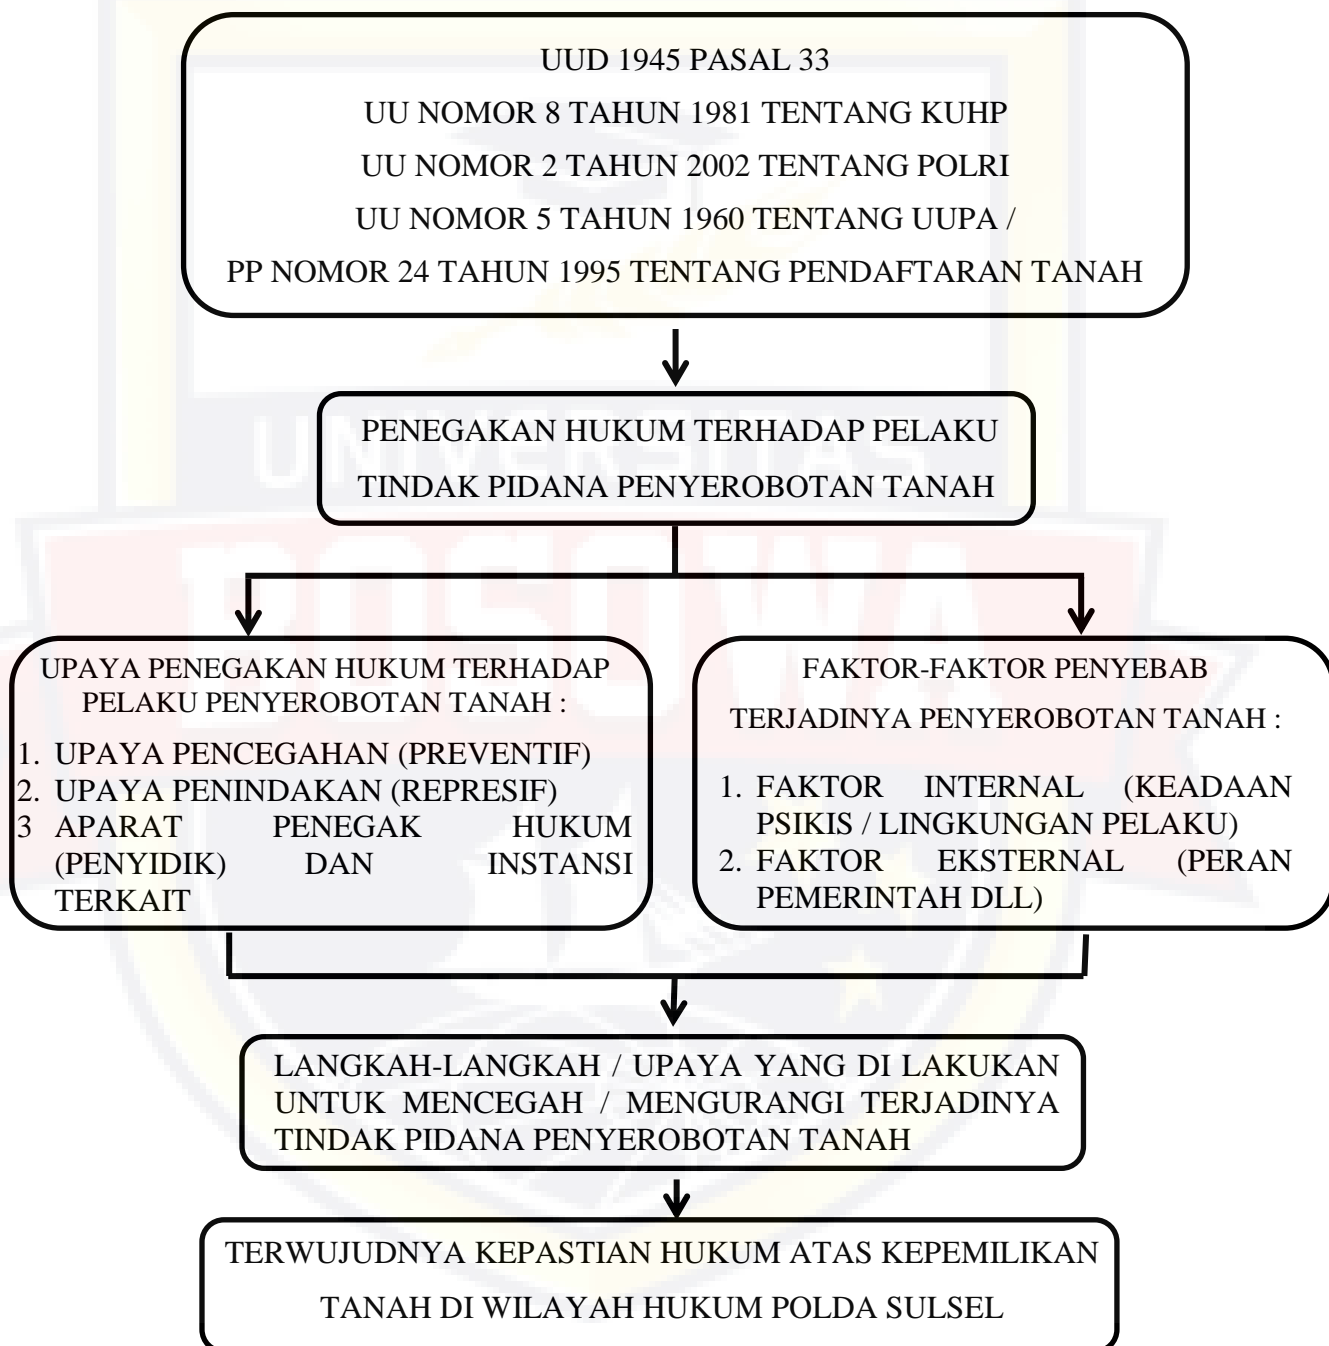 UUD 1945 PASAL 33
UU NOMOR 8 TAHUN 1981 TENTANG KUHP
UU NOMOR 2 TAHUN 2002 TENTANG POLRI
UU NOMOR 5 TAHUN 1960 TENTANG UUPA /
PP NOMOR 24 TAHUN 1995 TENTANG PENDAFTARAN TANAH
PENEGAKAN HUKUM TERHADAP PELAKU
TINDAK PIDANA PENYEROBOTAN TANAH
UNIVERSITAS
BOSOWA
UPAYA PENEGAKAN HUKUM TERHADAP
PELAKU PENYEROBOTAN TANAH :
1. UPAYA PENCEGAHAN (PREVENTIF)
2. UPAYA PENINDAKAN (REPRESIF)
3 APARAT PENEGAK HUKUM
(PENYIDIK) DAN INSTANSI
TERKAIT
FAKTOR-FAKTOR PENYEBAB
TERJADINYA PENYEROBOTAN TANAH :
1. FAKTOR INTERNAL (KEADAAN
PSIKIS / LINGKUNGAN PELAKU)
2. FAKTOR EKSTERNAL (PERAN
PEMERINTAH DLL)
LANGKAH-LANGKAH / UPAYA YANG DI LAKUKAN
UNTUK MENCEGAH / MENGURANGI TERJADINYA
TINDAK PIDANA PENYEROBOTAN TANAH
TERWUJUDNYA KEPASTIAN HUKUM ATAS KEPEMILIKAN
TANAH DI WILAYAH HUKUM POLDA SULSEL